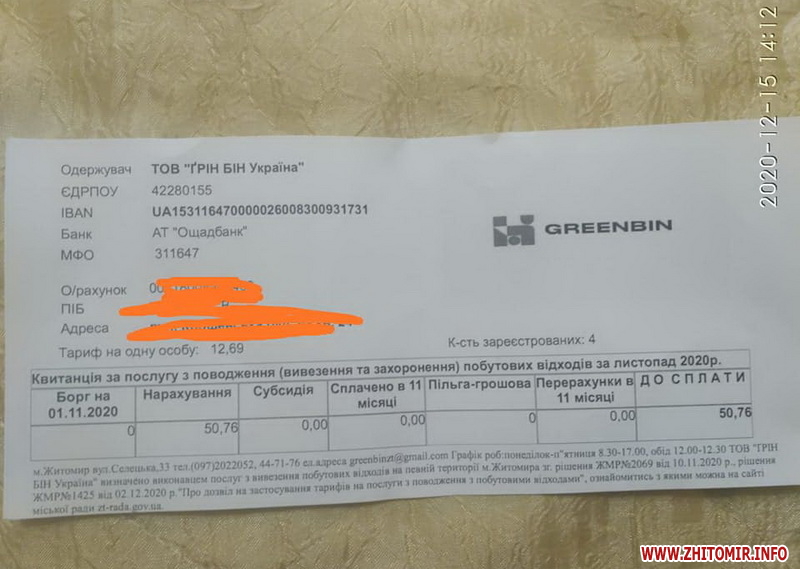 2020-12-15 14:12
Одержувач ТОВ "ҐРІН БІН Україна"
ЄДРПОУ 42280155
IBAN UA153116470000026008300931731
Банк АТ "Ощадбанк"
МФО 311647
GREENBIN
О/рахунок
ПІБ
Адреса
Тариф на одну особу: 12,69 К-сть зареєстрованих: 4
Квитанція за послугу з поводження (вивезення та захоронення) побутових відходів за листопад 2020р.
Борг на 01.11.2020 Нарахування Субсидія Сплачено в 11 місяці Пільга-грошова Перерахунки в 11 місяці ДО СПЛАТИ
0 50,76 0,00 0,00 0 0,00 50,76
м.Житомир вул.Селецька,33 тел.(097)2022052, 44-71-76 ел.адреса greenbinzt@gmail.com Графік роб:понеділок-п"ятниця 8.30-17.00, обід 12.00-12.30 ТОВ "ҐРІН
БІН Україна" визначено виконавцем послуг з вивезення побутових відходів на певній території м.Житомира зг. рішення ЖМР№2069 від 10.11.2020 р., рішення
ЖМР№1425 від 02.12.2020 "Про дозвіл на застосування тарифів на послуги з поводження з побутовими відходами", ознайомитись з якими можна на сайті
міської ради zt-rada.gov.ua.
WWW.ZHITOMIR.INFO